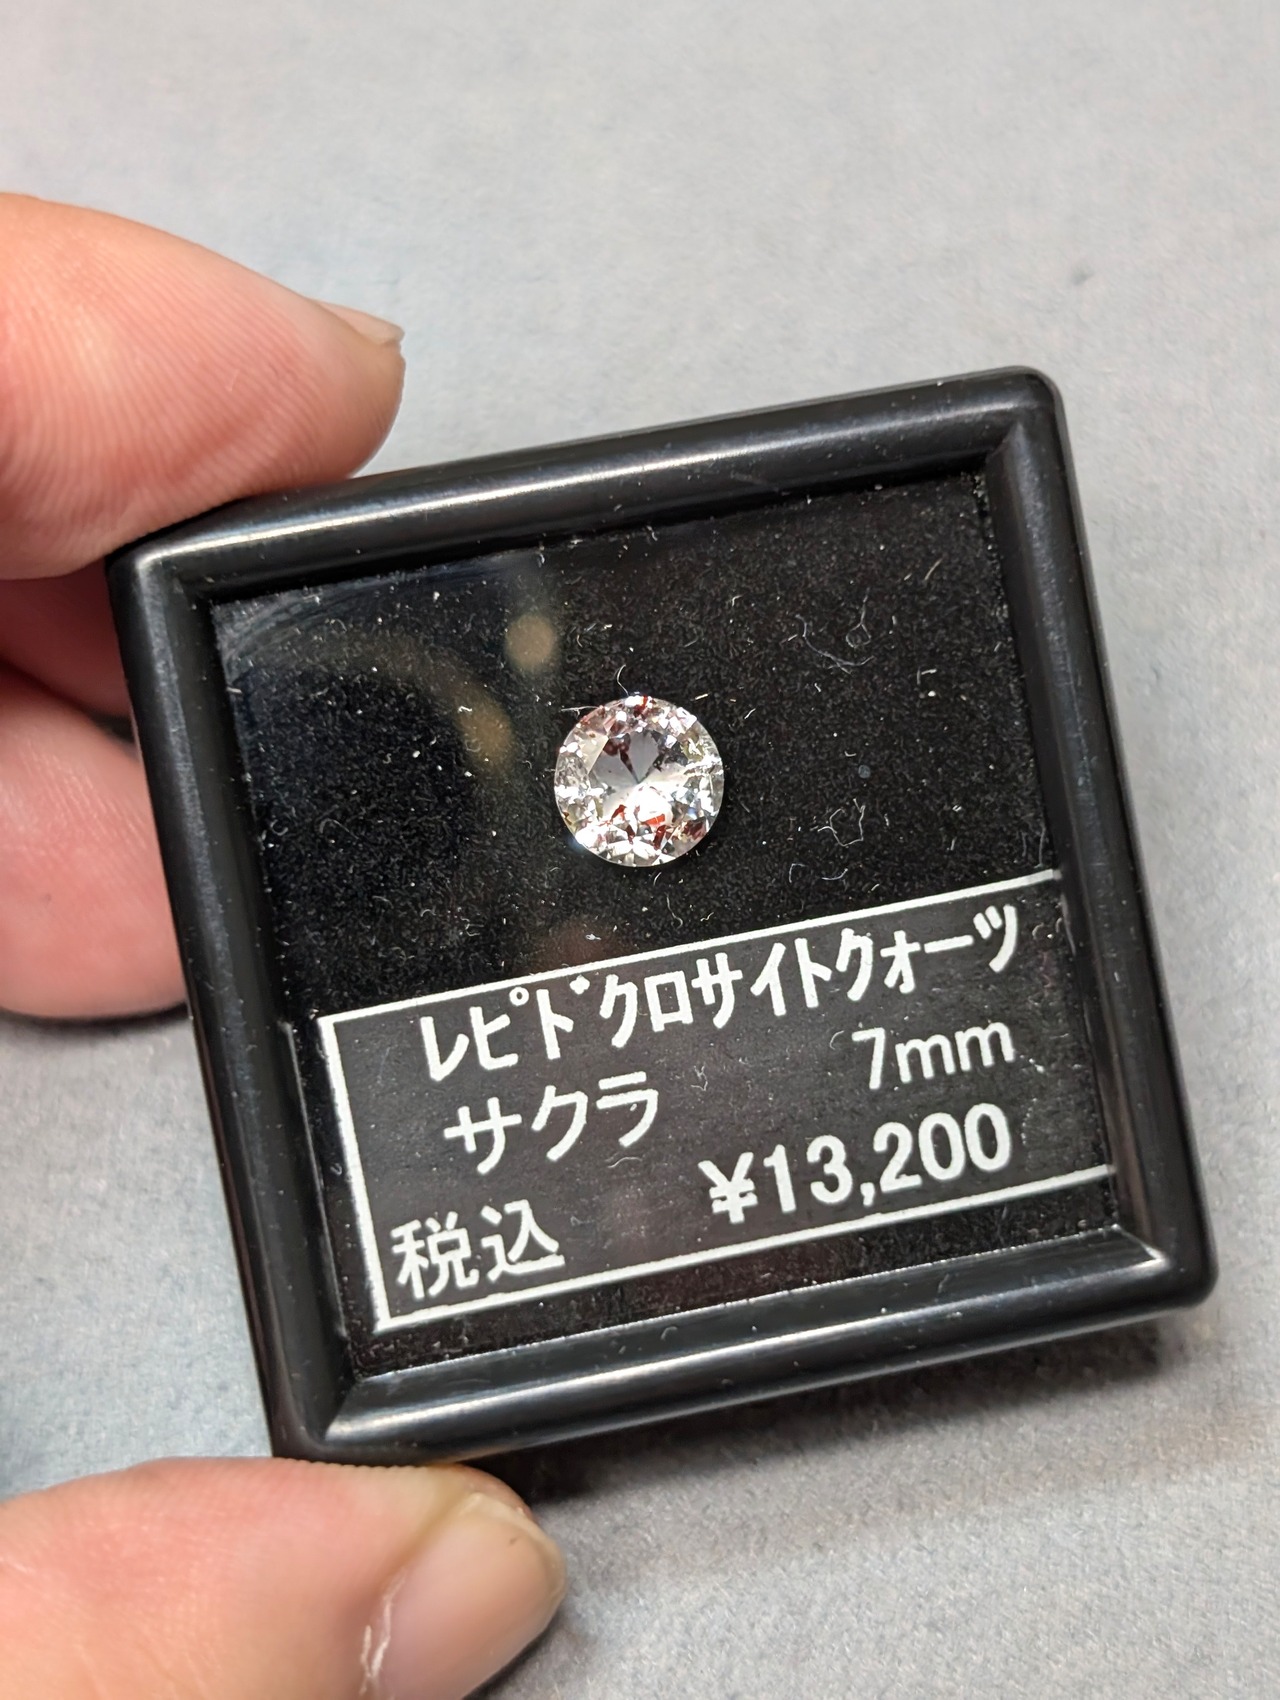 レピドクロサイトクォーツ
サクラ 7mm
税込 ¥13,200